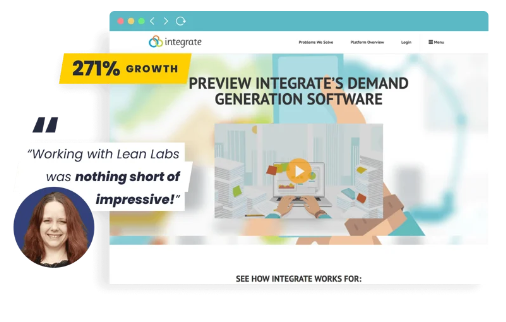 integrate
Problems We Solve Platform Overview Login Menu
271% GROWTH
PREVIEW INTEGRATE'S DEMAND
GENERATION SOFTWARE
“Working with Lean Labs
was nothing short of
impressive!”
SEE HOW INTEGRATE WORKS FOR: